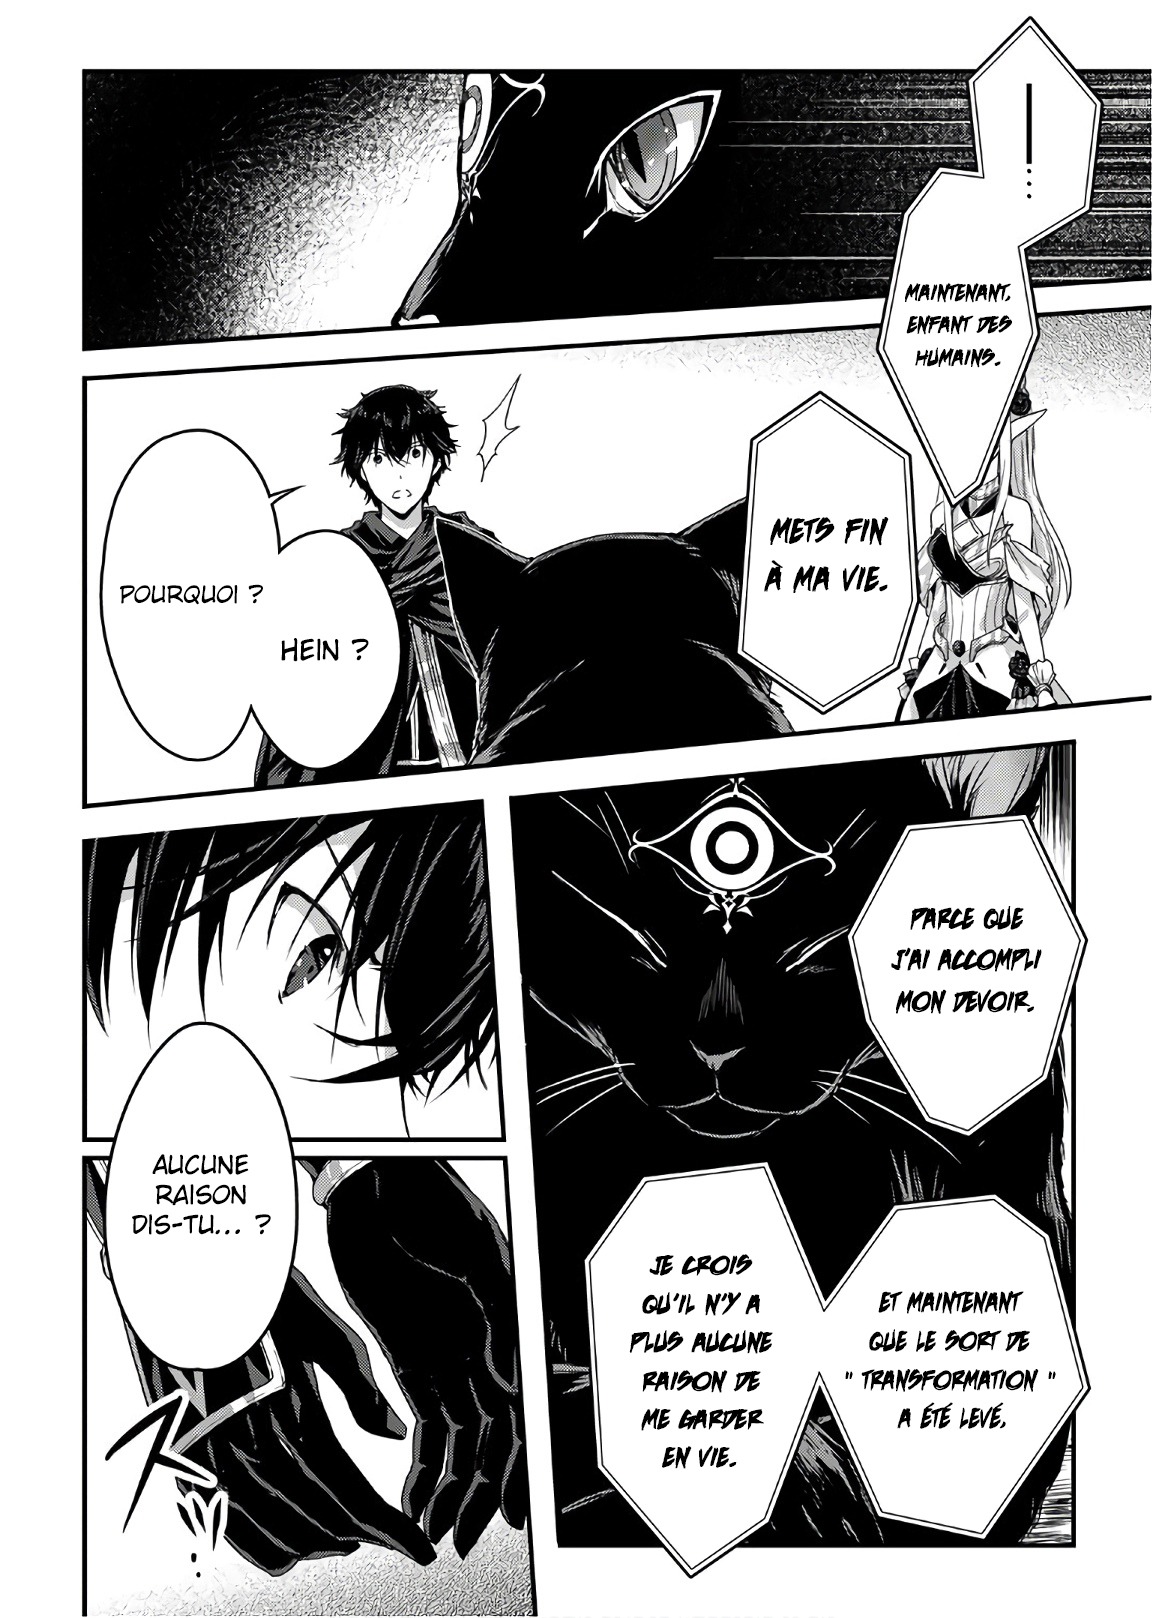 — ...
MAINTENANT,
ENFANT DES
HUMAINS.
METS FIN
À MA VIE.
HEIN ?
POURQUOI ?
PARCE QUE
J'AI ACCOMPLI
MON DEVOIR.
ET MAINTENANT
QUE LE SORT DE
" TRANSFORMATION "
A ÉTÉ LEVÉ,
JE CROIS
QU'IL N'Y A
PLUS AUCUNE
RAISON DE
ME GARDER
EN VIE.
AUCUNE
RAISON
DIS-TU... ?